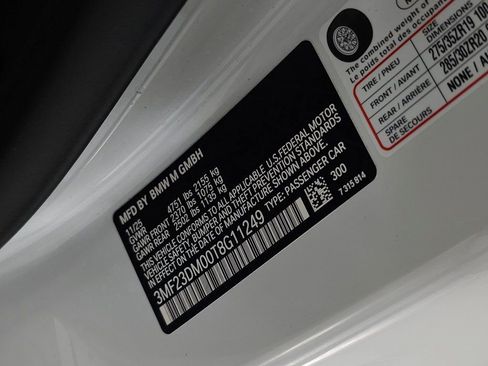 MFD BY BMW M GMBH
11/25
GVWR 4751 lbs 2155 kg
GAWR FRONT 2372 lbs 1076 kg
GAWR REAR 2502 lbs 1135 kg
THIS VEHICLE CONFORMS TO ALL APPLICABLE U.S. FEDERAL MOTOR
VEHICLE SAFETY, BUMPER, AND THEFT PREVENTION STANDARDS
IN EFFECT ON THE DATE OF MANUFACTURE SHOWN ABOVE.
3MF23DM00T8G11249 TYPE: PASSENGER CAR
300
7 315 814
The combined weight of
Le poids total des occupants
TIRE / PNEU DIMENSIONS
FRONT / AVANT 275/35ZR19 100
REAR / ARRIÈRE 285/30ZR20
SPARE
DE SECOURS NONE /